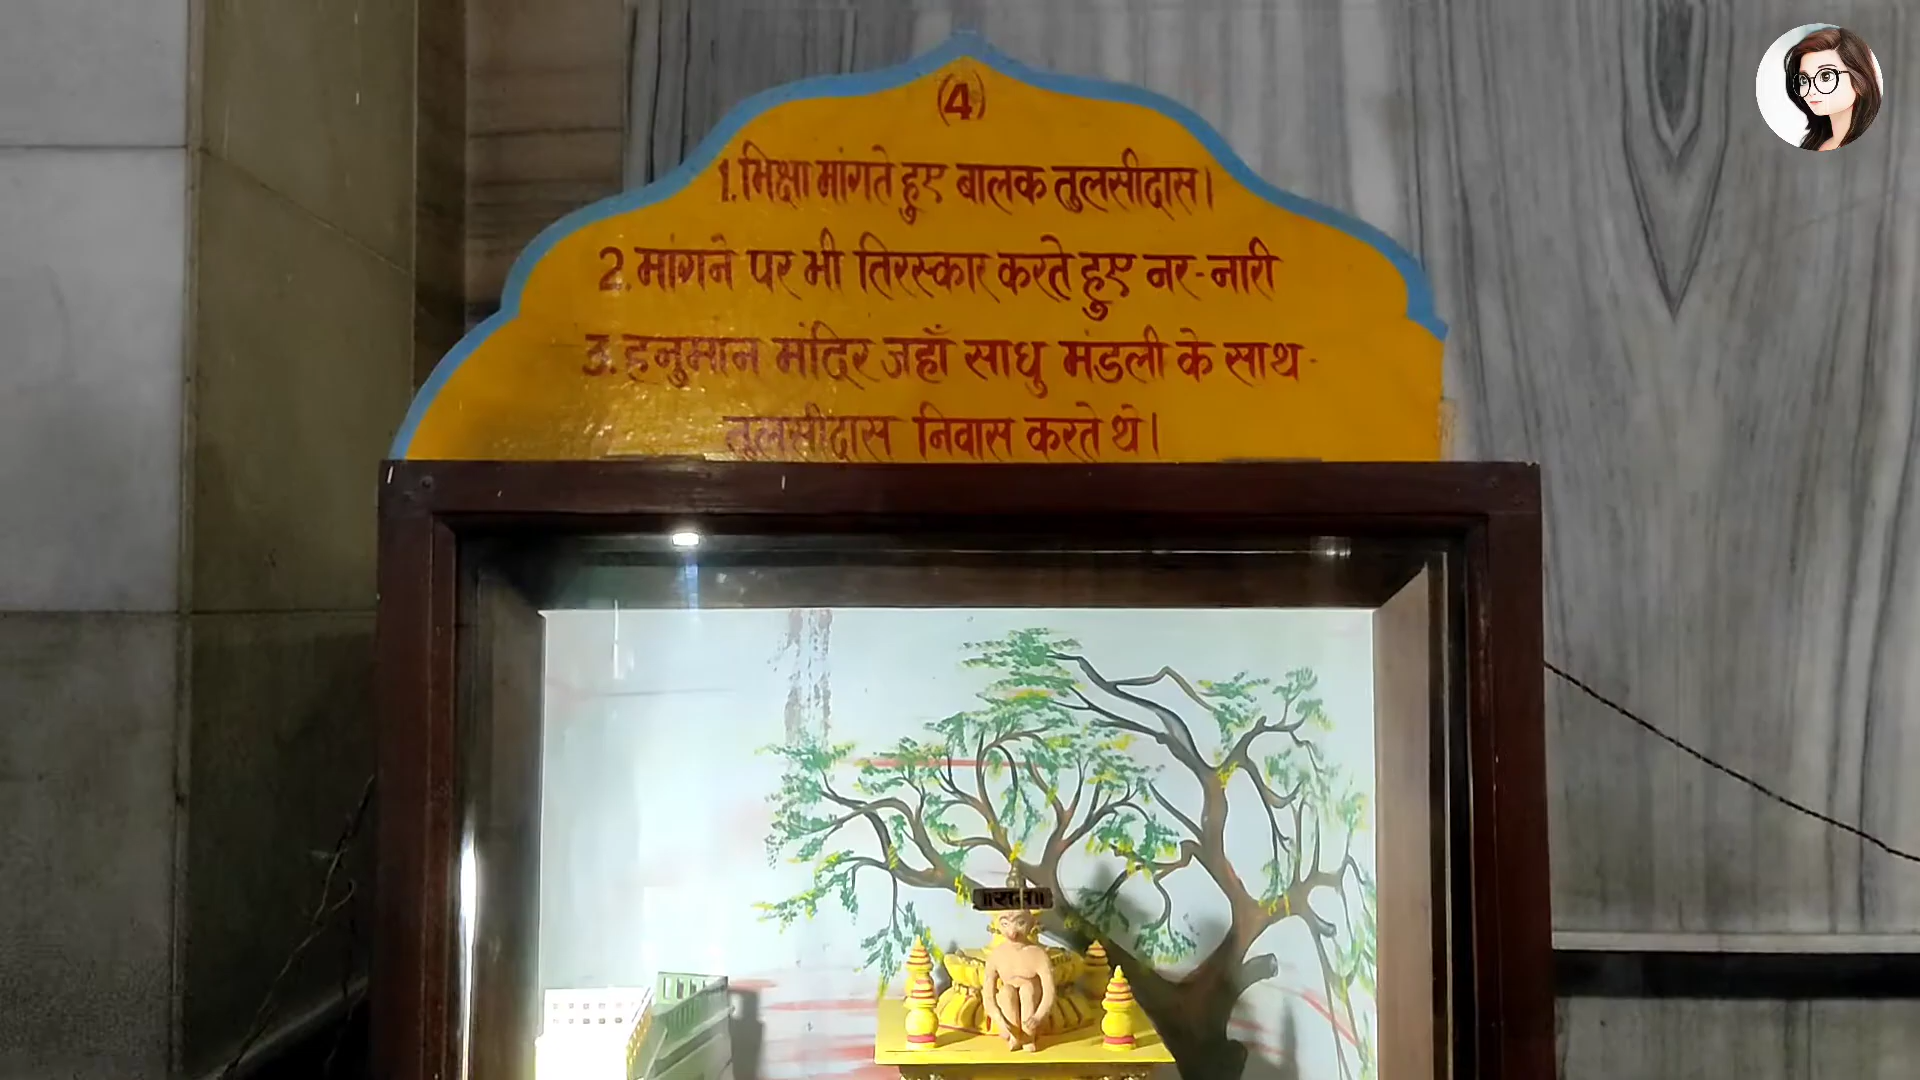 (4)
1. भिक्षा मांगते हुए बालक तुलसीदास।
2. मांगने पर भी तिरस्कार करते हुए नर-नारी
3. हनुमान मंदिर जहाँ साधु मंडली के साथ-
तुलसीदास निवास करते थे।
॥राम॥